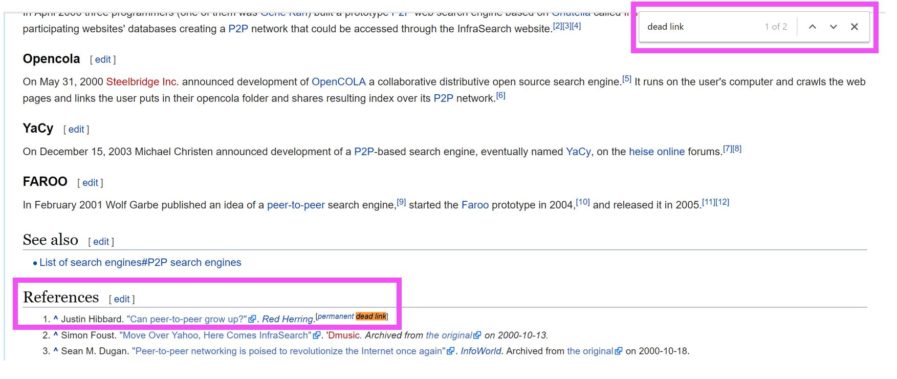 In April 2000 three programmers (one of them was Gene Kan) built a prototype P2P web search engine based on Gnutella called
dead link 1 of 2
participating websites' databases creating a P2P network that could be accessed through the InfraSearch website.[2][3][4]
Opencola [ edit ]
On May 31, 2000 Steelbridge Inc. announced development of OpenCOLA a collaborative distributive open source search engine.[5] It runs on the user's computer and crawls the web
pages and links the user puts in their opencola folder and shares resulting index over its P2P network.[6]
YaCy [ edit ]
On December 15, 2003 Michael Christen announced development of a P2P-based search engine, eventually named YaCy, on the heise online forums.[7][8]
FAROO [ edit ]
In February 2001 Wolf Garbe published an idea of a peer-to-peer search engine,[9] started the Faroo prototype in 2004,[10] and released it in 2005.[11][12]
See also [ edit ]
• List of search engines#P2P search engines
References [ edit ]
1. ^ Justin Hibbard. "Can peer-to-peer grow up?". Red Herring.[permanent dead link]
2. ^ Simon Foust. "Move Over Yahoo, Here Comes InfraSearch". 'Dmusic. Archived from the original on 2000-10-13.
3. ^ Sean M. Dugan. "Peer-to-peer networking is poised to revolutionize the Internet once again". InfoWorld. Archived from the original on 2000-10-18.